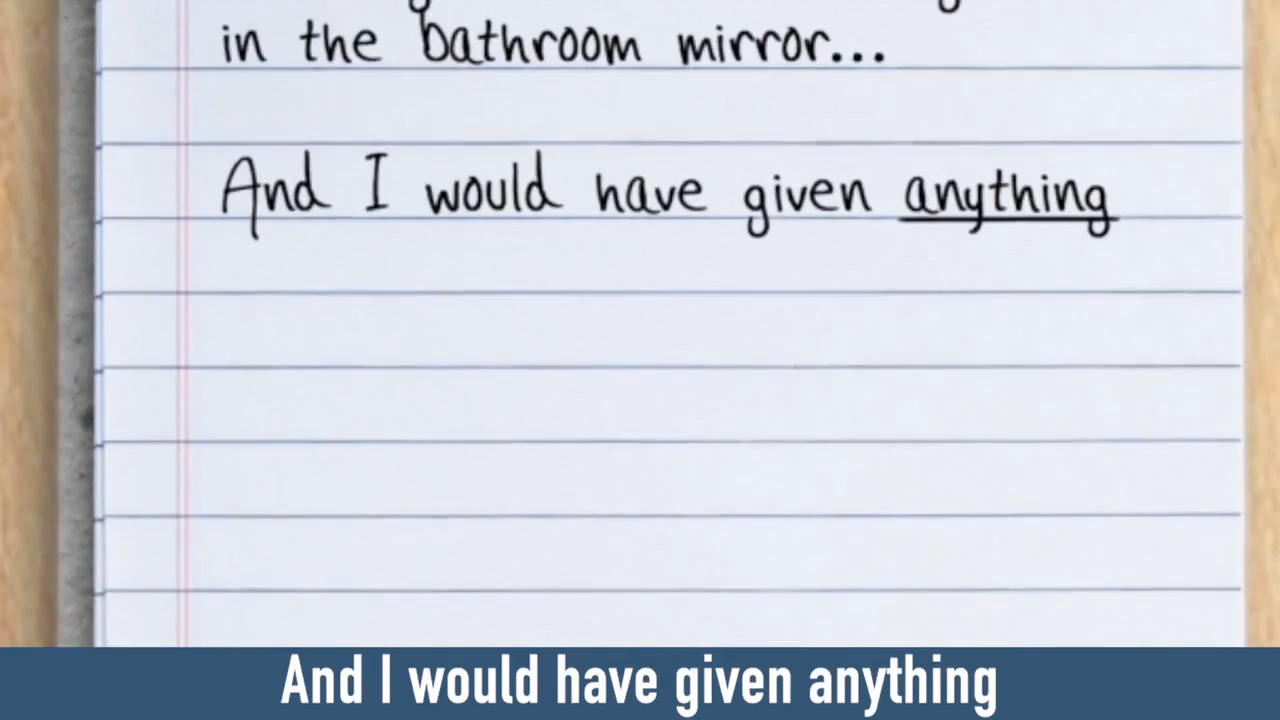 in the bathroom mirror...
And I would have given anything
And I would have given anything